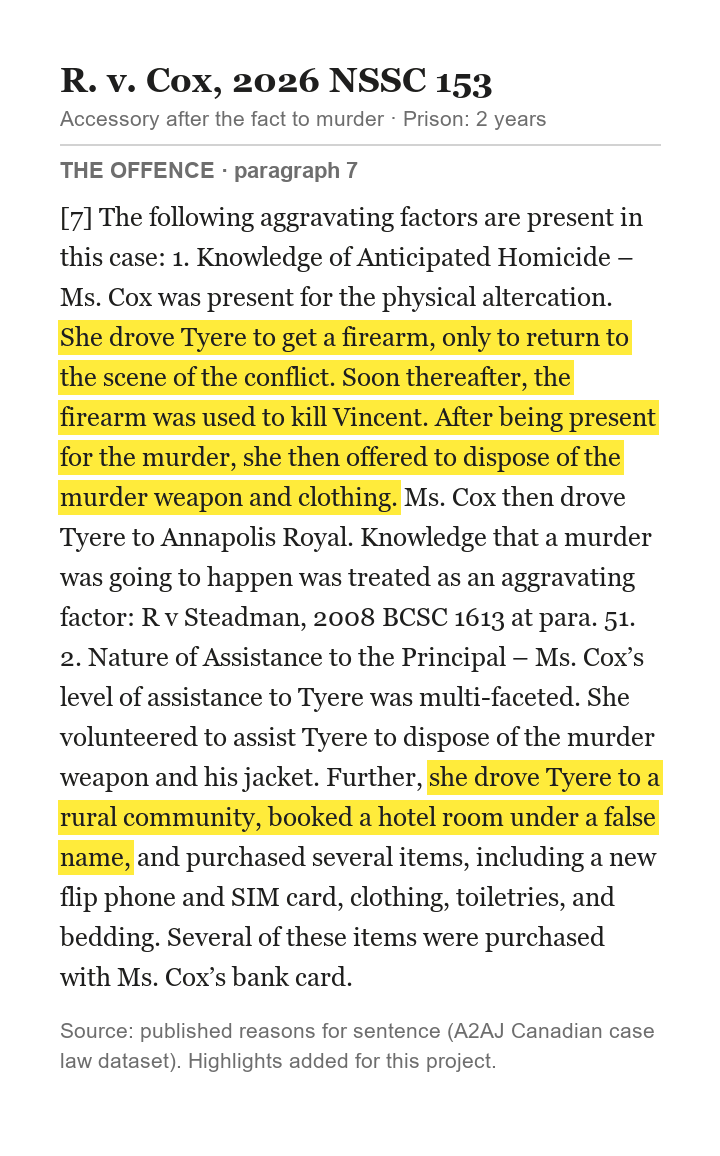 R. v. Cox, 2026 NSSC 153
Accessory after the fact to murder · Prison: 2 years
THE OFFENCE · paragraph 7
[7] The following aggravating factors are present in
this case: 1. Knowledge of Anticipated Homicide –
Ms. Cox was present for the physical altercation.
She drove Tyere to get a firearm, only to return to
the scene of the conflict. Soon thereafter, the
firearm was used to kill Vincent. After being present
for the murder, she then offered to dispose of the
murder weapon and clothing. Ms. Cox then drove
Tyere to Annapolis Royal. Knowledge that a murder
was going to happen was treated as an aggravating
factor: R v Steadman, 2008 BCSC 1613 at para. 51.
2. Nature of Assistance to the Principal – Ms. Cox’s
level of assistance to Tyere was multi-faceted. She
volunteered to assist Tyere to dispose of the murder
weapon and his jacket. Further, she drove Tyere to a
rural community, booked a hotel room under a false
name, and purchased several items, including a new
flip phone and SIM card, clothing, toiletries, and
bedding. Several of these items were purchased
with Ms. Cox’s bank card.
Source: published reasons for sentence (A2AJ Canadian case
law dataset). Highlights added for this project.